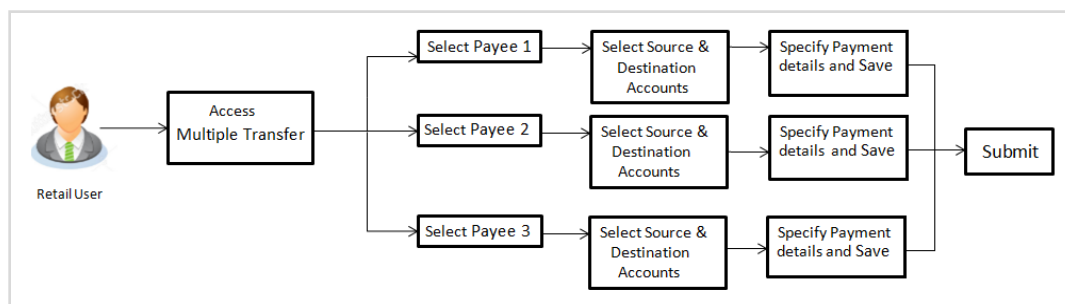 Retail User
Access
Multiple Transfer
Select Payee 1
Select Source &
Destination
Accounts
Specify Payment
details and Save
Select Payee 2
Select Source &
Destination
Accounts
Specify Payment
details and Save
Select Payee 3
Select Source &
Destination
Accounts
Specify Payment
details and Save
Submit